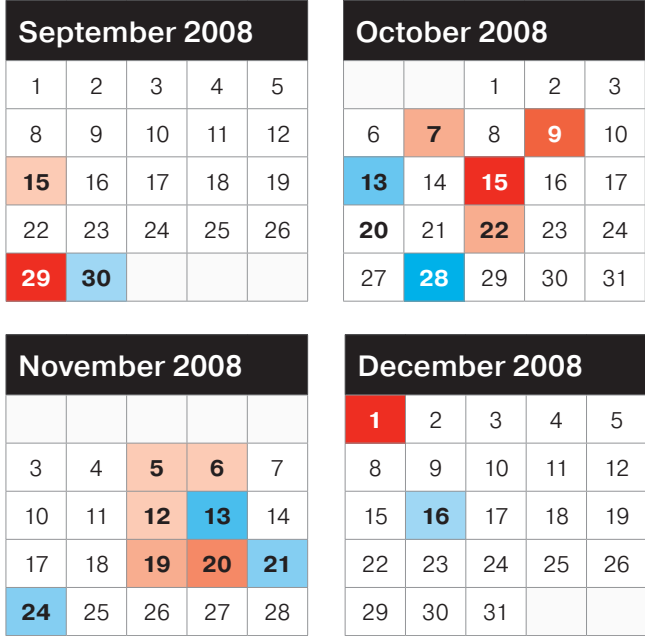 September 2008
1 2 3 4 5
8 9 10 11 12
15 16 17 18 19
22 23 24 25 26
29 30
October 2008
1 2 3
6 7 8 9 10
13 14 15 16 17
20 21 22 23 24
27 28 29 30 31
November 2008
3 4 5 6 7
10 11 12 13 14
17 18 19 20 21
24 25 26 27 28
December 2008
1 2 3 4 5
8 9 10 11 12
15 16 17 18 19
22 23 24 25 26
29 30 31